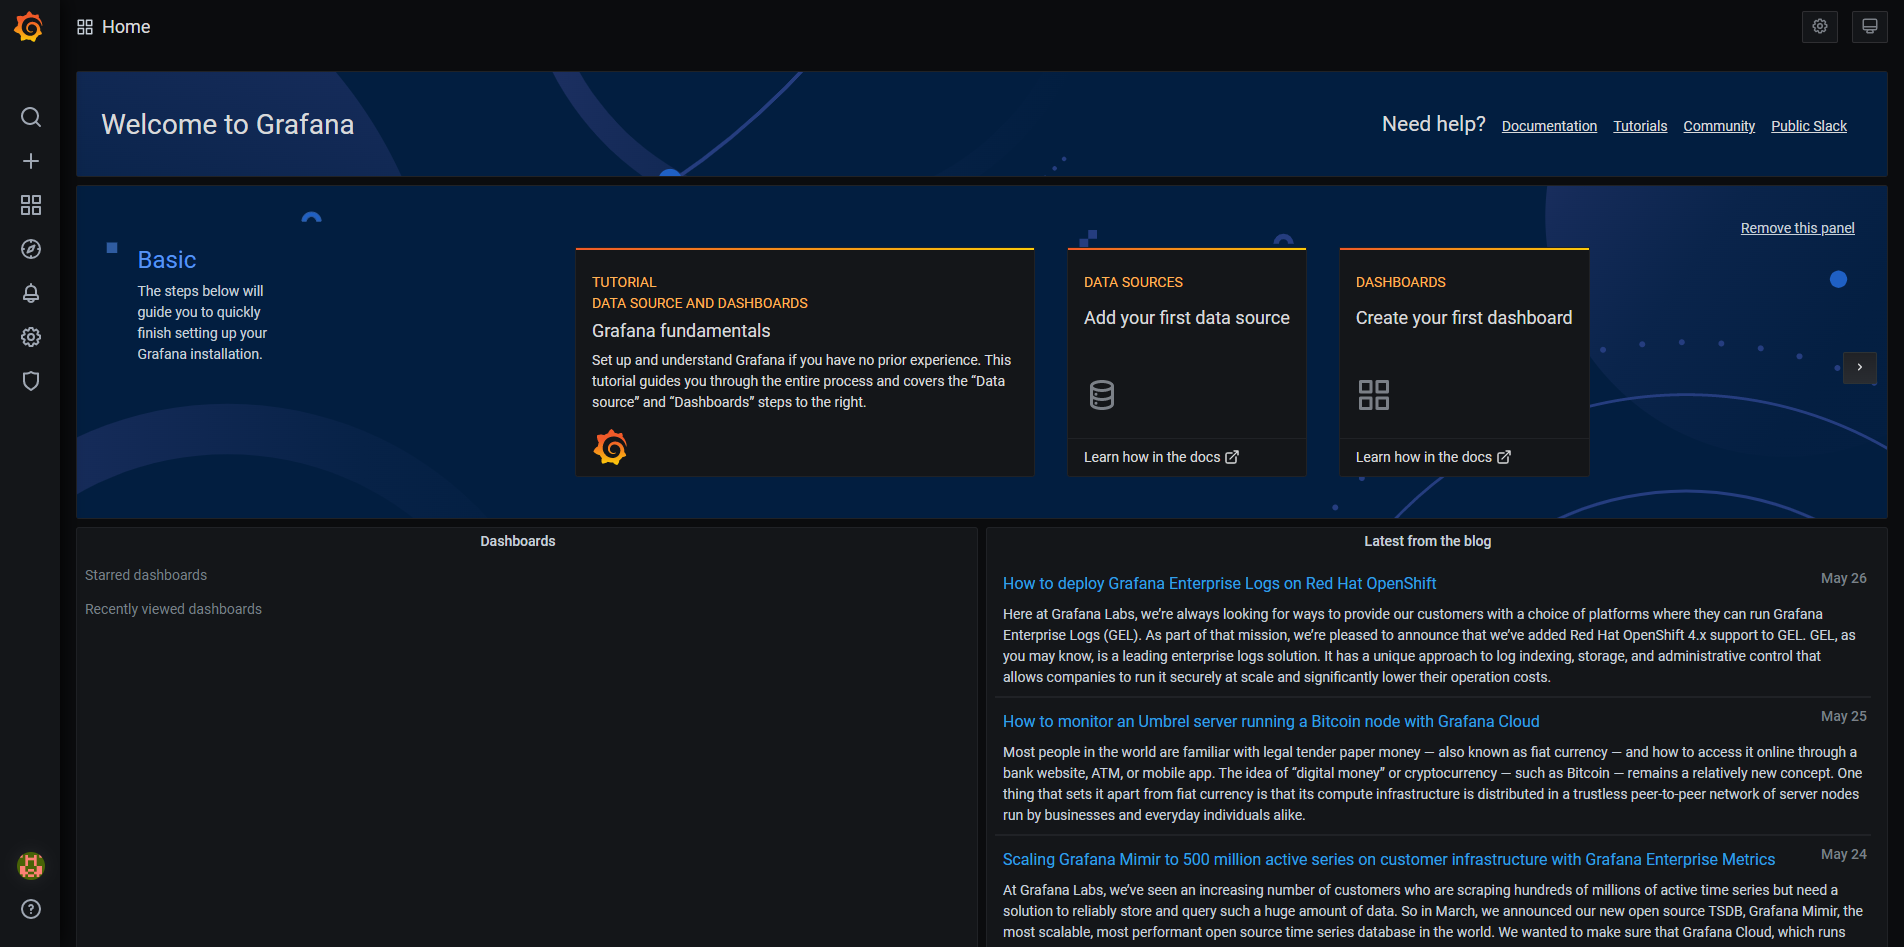 Home
Welcome to Grafana
Need help? Documentation Tutorials Community Public Slack
Remove this panel
Basic
The steps below will
guide you to quickly
finish setting up your
Grafana installation.
TUTORIAL
DATA SOURCE AND DASHBOARDS
Grafana fundamentals
Set up and understand Grafana if you have no prior experience. This
tutorial guides you through the entire process and covers the “Data
source” and “Dashboards” steps to the right.
DATA SOURCES
Add your first data source
Learn how in the docs
DASHBOARDS
Create your first dashboard
Learn how in the docs
Dashboards
Starred dashboards
Recently viewed dashboards
Latest from the blog
How to deploy Grafana Enterprise Logs on Red Hat OpenShift
May 26
Here at Grafana Labs, we’re always looking for ways to provide our customers with a choice of platforms where they can run Grafana
Enterprise Logs (GEL). As part of that mission, we’re pleased to announce that we’ve added Red Hat OpenShift 4.x support to GEL. GEL, as
you may know, is a leading enterprise logs solution. It has a unique approach to log indexing, storage, and administrative control that
allows companies to run it securely at scale and significantly lower their operation costs.
How to monitor an Umbrel server running a Bitcoin node with Grafana Cloud
May 25
Most people in the world are familiar with legal tender paper money — also known as fiat currency — and how to access it online through a
bank website, ATM, or mobile app. The idea of “digital money” or cryptocurrency — such as Bitcoin — remains a relatively new concept. One
thing that sets it apart from fiat currency is that its compute infrastructure is distributed in a trustless peer-to-peer network of server nodes
run by businesses and everyday individuals alike.
Scaling Grafana Mimir to 500 million active series on customer infrastructure with Grafana Enterprise Metrics
May 24
At Grafana Labs, we’ve seen an increasing number of customers who are scraping hundreds of millions of active time series but need a
solution to reliably store and query such a huge amount of data. So in March, we announced our new open source TSDB, Grafana Mimir, the
most scalable, most performant open source time series database in the world. We wanted to make sure that Grafana Cloud, which runs